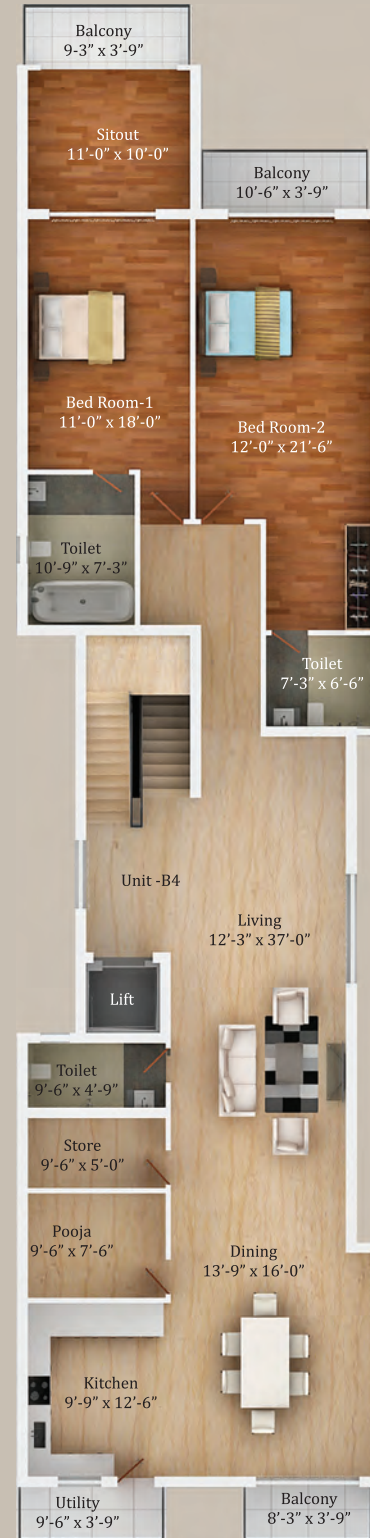 Balcony
9'-3" x 3'-9"
Sitout
11'-0" x 10'-0"
Balcony
10'-6" x 3'-9"
Bed Room-1
11'-0" x 18'-0"
Bed Room-2
12'-0" x 21'-6"
Toilet
10'-9" x 7'-3"
Toilet
7'-3" x 6'-6"
Unit -B4
Living
12'-3" x 37'-0"
Lift
Toilet
9'-6" x 4'-9"
Store
9'-6" x 5'-0"
Pooja
9'-6" x 7'-6"
Dining
13'-9" x 16'-0"
Kitchen
9'-9" x 12'-6"
Utility
9'-6" x 3'-9"
Balcony
8'-3" x 3'-9"